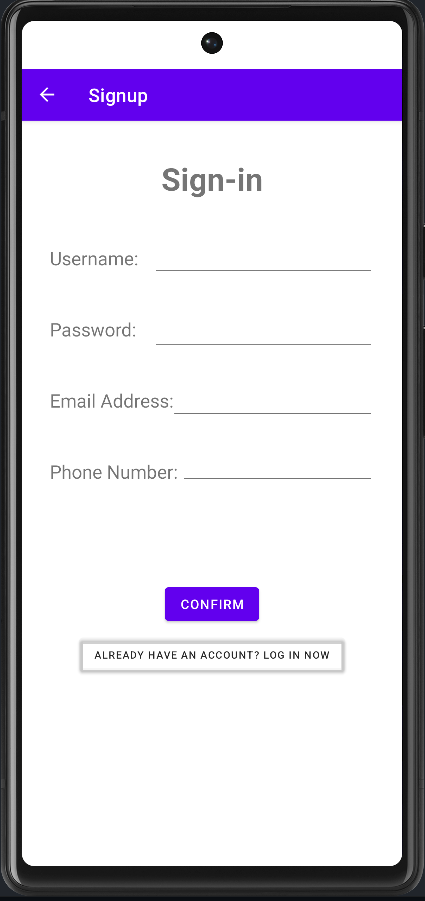 Signup
Sign-in
Username:
Password:
Email Address:
Phone Number:
CONFIRM
ALREADY HAVE AN ACCOUNT? LOG IN NOW